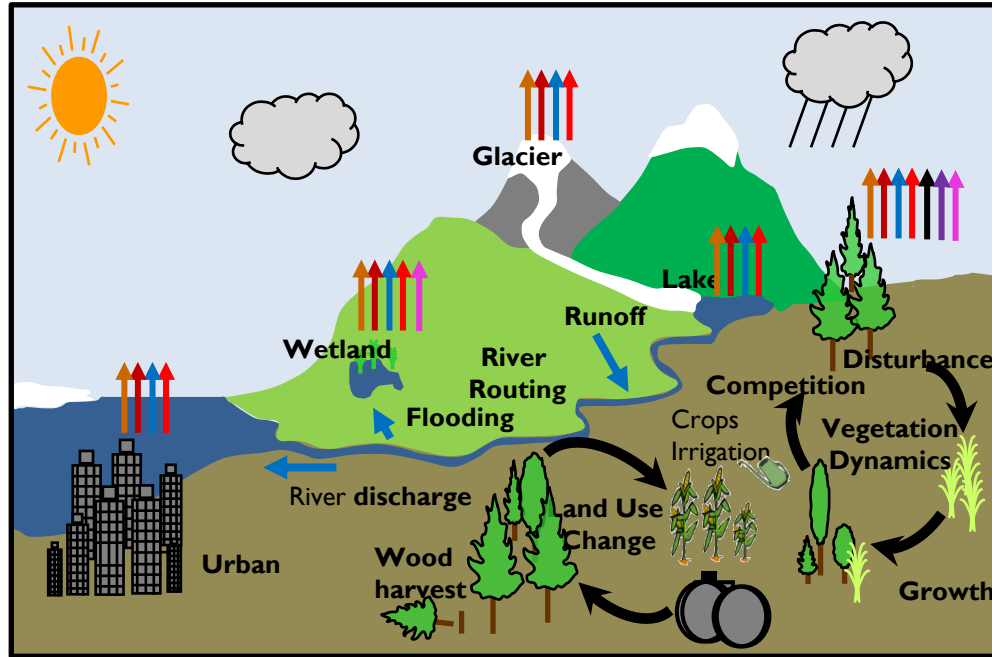 Glacier
Lake
Runoff
Wetland
River
Routing
Disturbance
Competition
Flooding
Crops
Irrigation
Vegetation
Dynamics
River discharge
Land Use
Change
Urban
Wood
harvest
Growth